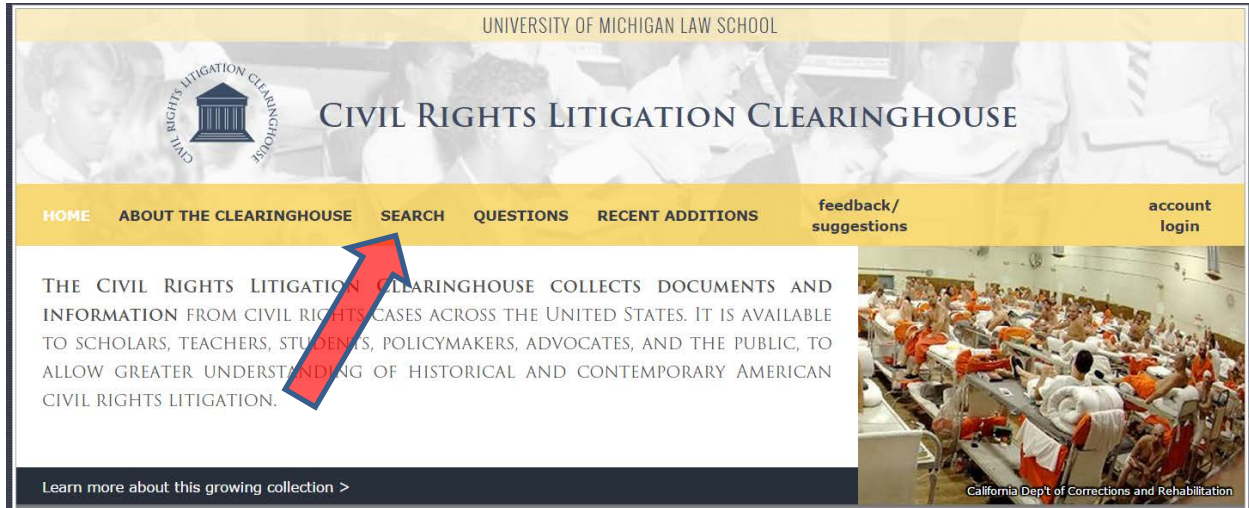 UNIVERSITY OF MICHIGAN LAW SCHOOL
CIVIL RIGHTS LITIGATION CLEARINGHOUSE
CIVIL RIGHTS LITIGATION CLEARINGHOUSE
HOME ABOUT THE CLEARINGHOUSE SEARCH QUESTIONS RECENT ADDITIONS feedback/ suggestions account login
THE CIVIL RIGHTS LITIGATION CLEARINGHOUSE COLLECTS DOCUMENTS AND
INFORMATION FROM CIVIL RIGHTS CASES ACROSS THE UNITED STATES. IT IS AVAILABLE
TO SCHOLARS, TEACHERS, STUDENTS, POLICYMAKERS, ADVOCATES, AND THE PUBLIC, TO
ALLOW GREATER UNDERSTANDING OF HISTORICAL AND CONTEMPORARY AMERICAN
CIVIL RIGHTS LITIGATION.
Learn more about this growing collection >
California Dep't of Corrections and Rehabilitation